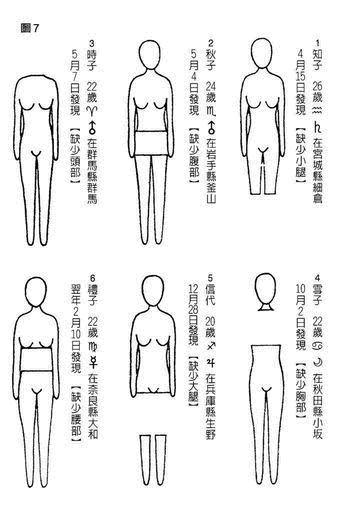 圖7
1 知子 26歲 ♒ ♄ 在宮城縣細倉
4月15日發現 【缺少小腿】
2 秋子 24歲 ♏ ♂ 在岩手縣釜山
5月4日發現 【缺少腹部】
3 時子 22歲 ♈ ♂ 在群馬縣群馬
5月7日發現 【缺少頭部】
4 雪子 22歲 ♋ ☽ 在秋田縣小坂
10月2日發現 【缺少胸部】
5 信代 20歲 ♐ ♃ 在兵庫縣生野
12月28日發現 【缺少大腿】
6 禮子 22歲 ♍ ☿ 在奈良縣大和
翌年2月10日發現 【缺少腰部】